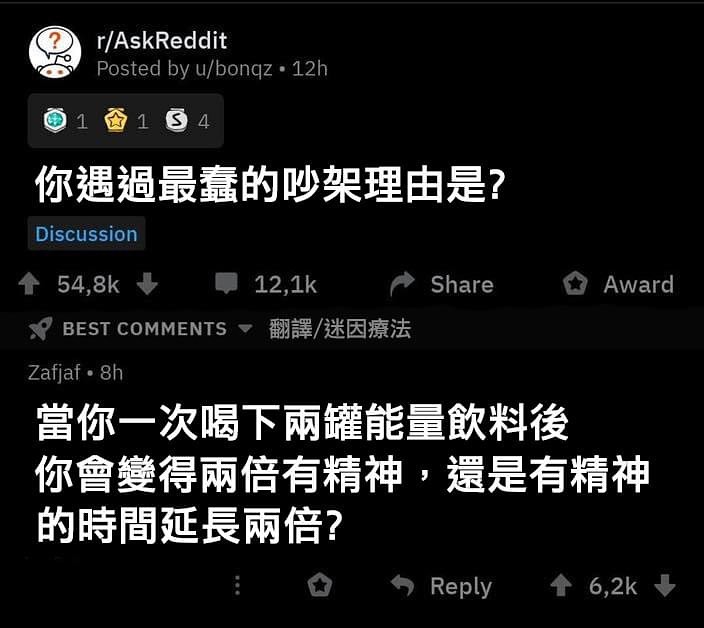 r/AskReddit
Posted by u/bonqz • 12h
1 1 4
你遇過最蠢的吵架理由是?
Discussion
54,8k 12,1k Share Award
BEST COMMENTS 翻譯/迷因療法
Zafjaf • 8h
當你一次喝下兩罐能量飲料後
你會變得兩倍有精神，還是有精神
的時間延長兩倍?
Reply 6,2k